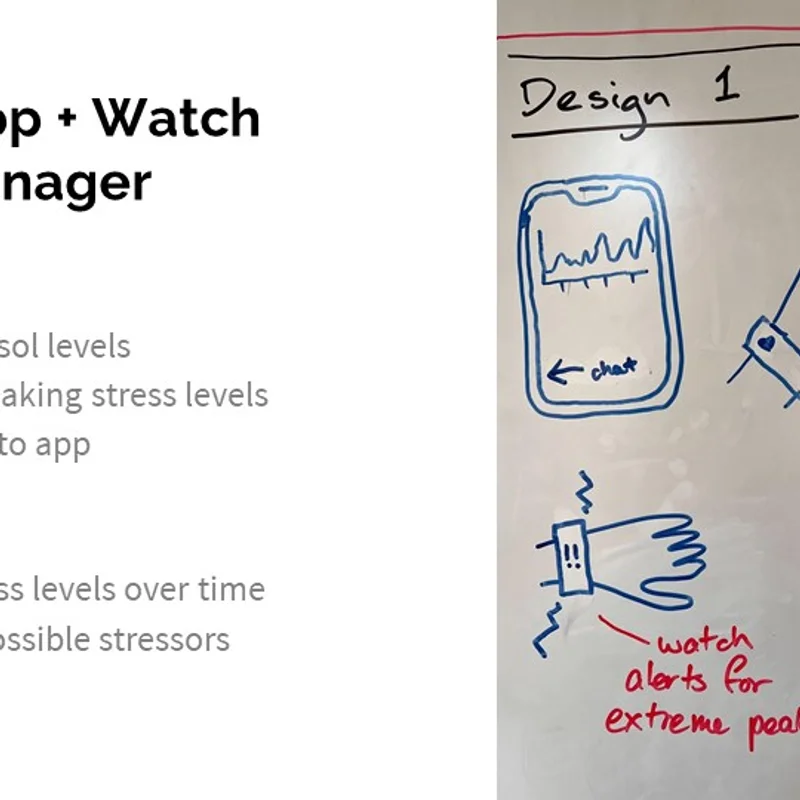 pp + Watch
nager
sol levels
aking stress levels
to app
ss levels over time
ossible stressors
Design 1
chat
!!
watch
alerts for
extreme peak